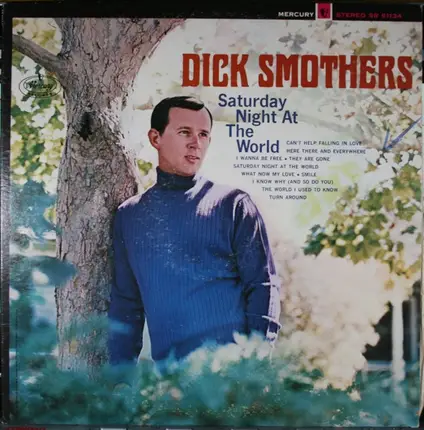 MERCURY STEREO SR 61134
DICK SMOTHERS
Saturday
Night At
The
World
CAN'T HELP FALLING IN LOVE
HERE THERE AND EVERYWHERE
I WANNA BE FREE • THEY ARE GONE
SATURDAY NIGHT AT THE WORLD
WHAT NOW MY LOVE • SMILE
I KNOW WHY (AND SO DO YOU)
THE WORLD I USED TO KNOW
TURN AROUND